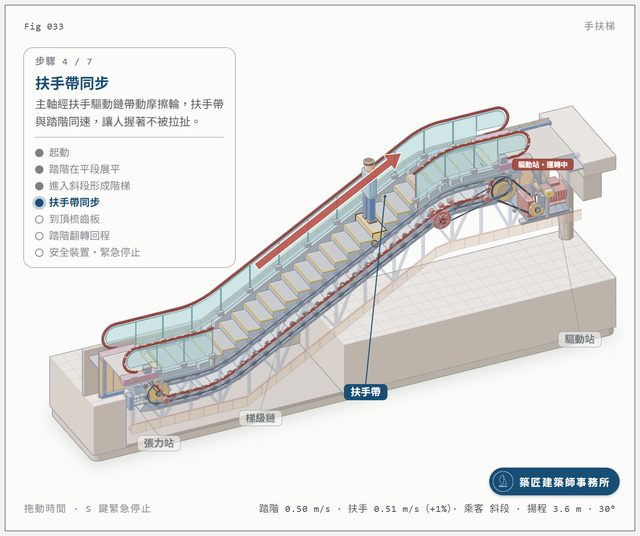 Fig 033
手扶梯
步驟 4 / 7
扶手帶同步
主軸經扶手驅動鏈帶動摩擦輪，扶手帶
與踏階同速，讓人握著不被拉扯。
起動
踏階在平段展平
進入斜段形成階梯
扶手帶同步
到頂梳齒板
踏階翻轉回程
安全裝置・緊急停止
驅動站・運轉中
驅動站
扶手帶
梯級鏈
張力站
築匠建築師事務所
拖動時間 · S 鍵緊急停止
踏階 0.50 m/s · 扶手 0.51 m/s (+1%)· 乘客 斜段 · 揚程 3.6 m · 30°